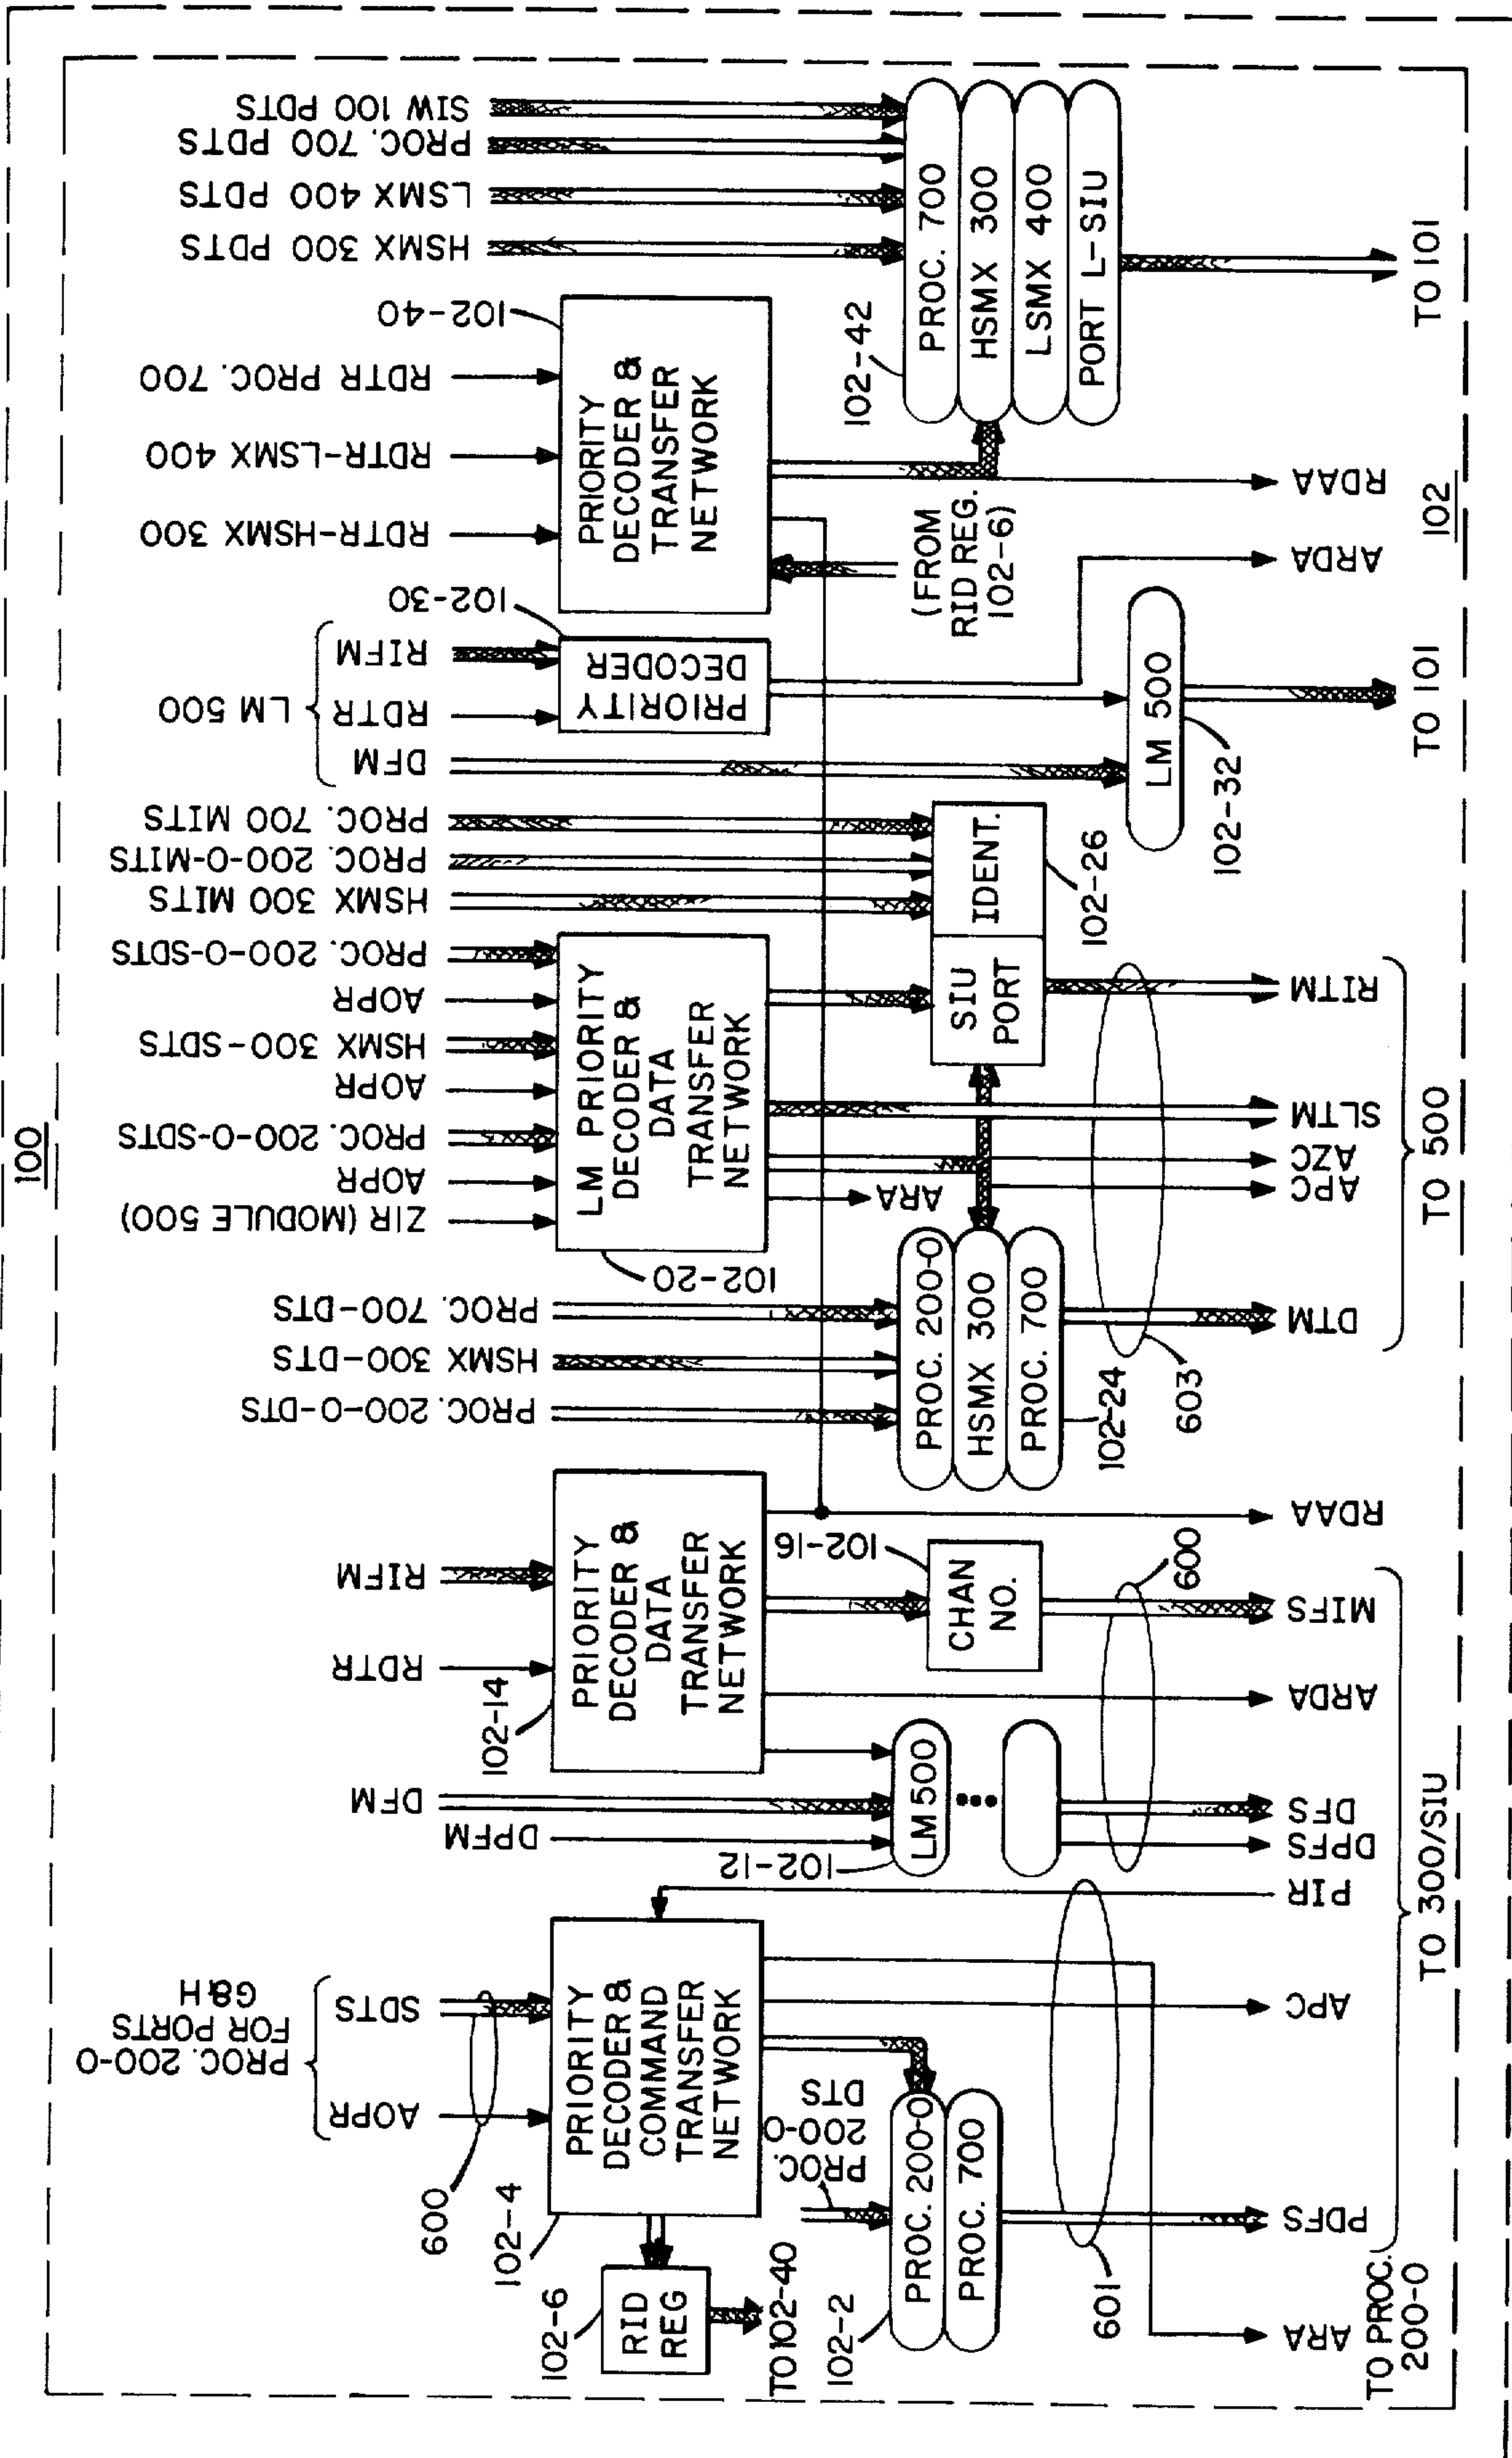 100
PROC. 200-0
FOR PORTS
G&H
AOPR
SDTS
600
102-4
PRIORITY
DECODER &
COMMAND
TRANSFER
NETWORK
102-6
RID
REG
TO 102-40
PROC.
200-0
DTS
102-2
PROC. 200-0
PROC. 700
601
ARA
TO PROC.
200-0
PDFS
APC
PIR
DPFM
DFM
102-12
LM 500
DPFS
DFS
RDTR
RIFM
102-14
PRIORITY
DECODER &
DATA
TRANSFER
NETWORK
102-16
CHAN
NO.
600
ARDA
MIFS
RDAA
TO 300/SIU
PROC. 200-0-DTS
HSMX 300-DTS
PROC. 700-DTS
102-24
PROC. 200-0
HSMX 300
PROC. 700
603
DTM
ZIR (MODULE 500)
AOPR
PROC. 200-0-SDTS
AOPR
HSMX 300-SDTS
AOPR
PROC. 200-0-SDTS
102-20
LM PRIORITY
DECODER &
DATA
TRANSFER
NETWORK
ARA
APC
AZC
SLTM
RITM
TO 500
HSMX 300 MITS
PROC. 200-0-MITS
PROC. 700 MITS
SIU
PORT
IDENT.
102-26
LM 500
DFM
RDTR
RIFM
102-30
PRIORITY
DECODER
LM 500
102-32
TO 101
ARDA
RDTR-HSMX 300
RDTR-LSMX 400
RDTR PROC. 700
102-40
PRIORITY
DECODER &
TRANSFER
NETWORK
(FROM
RID REG.
102-6)
RDAA
102
HSMX 300 PDTS
LSMX 400 PDTS
PROC. 700 PDTS
SIW 100 PDTS
102-42
PROC. 700
HSMX 300
LSMX 400
PORT L-SIU
TO 101